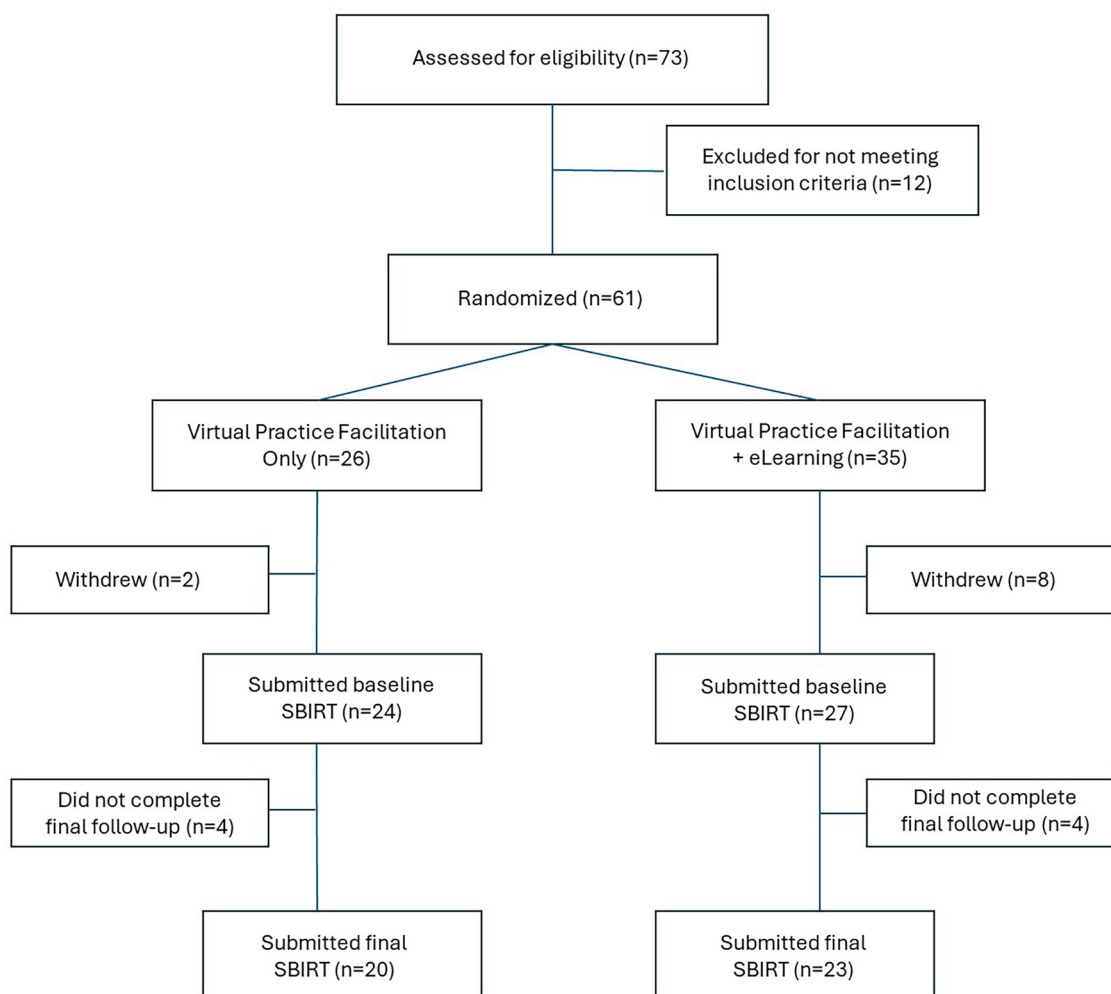 Assessed for eligibility (n=73)
Excluded for not meeting
inclusion criteria (n=12)
Randomized (n=61)
Virtual Practice Facilitation
Only (n=26)
Virtual Practice Facilitation
+ eLearning (n=35)
Withdrew (n=2)
Withdrew (n=8)
Submitted baseline
SBIRT (n=24)
Submitted baseline
SBIRT (n=27)
Did not complete
final follow-up (n=4)
Did not complete
final follow-up (n=4)
Submitted final
SBIRT (n=20)
Submitted final
SBIRT (n=23)